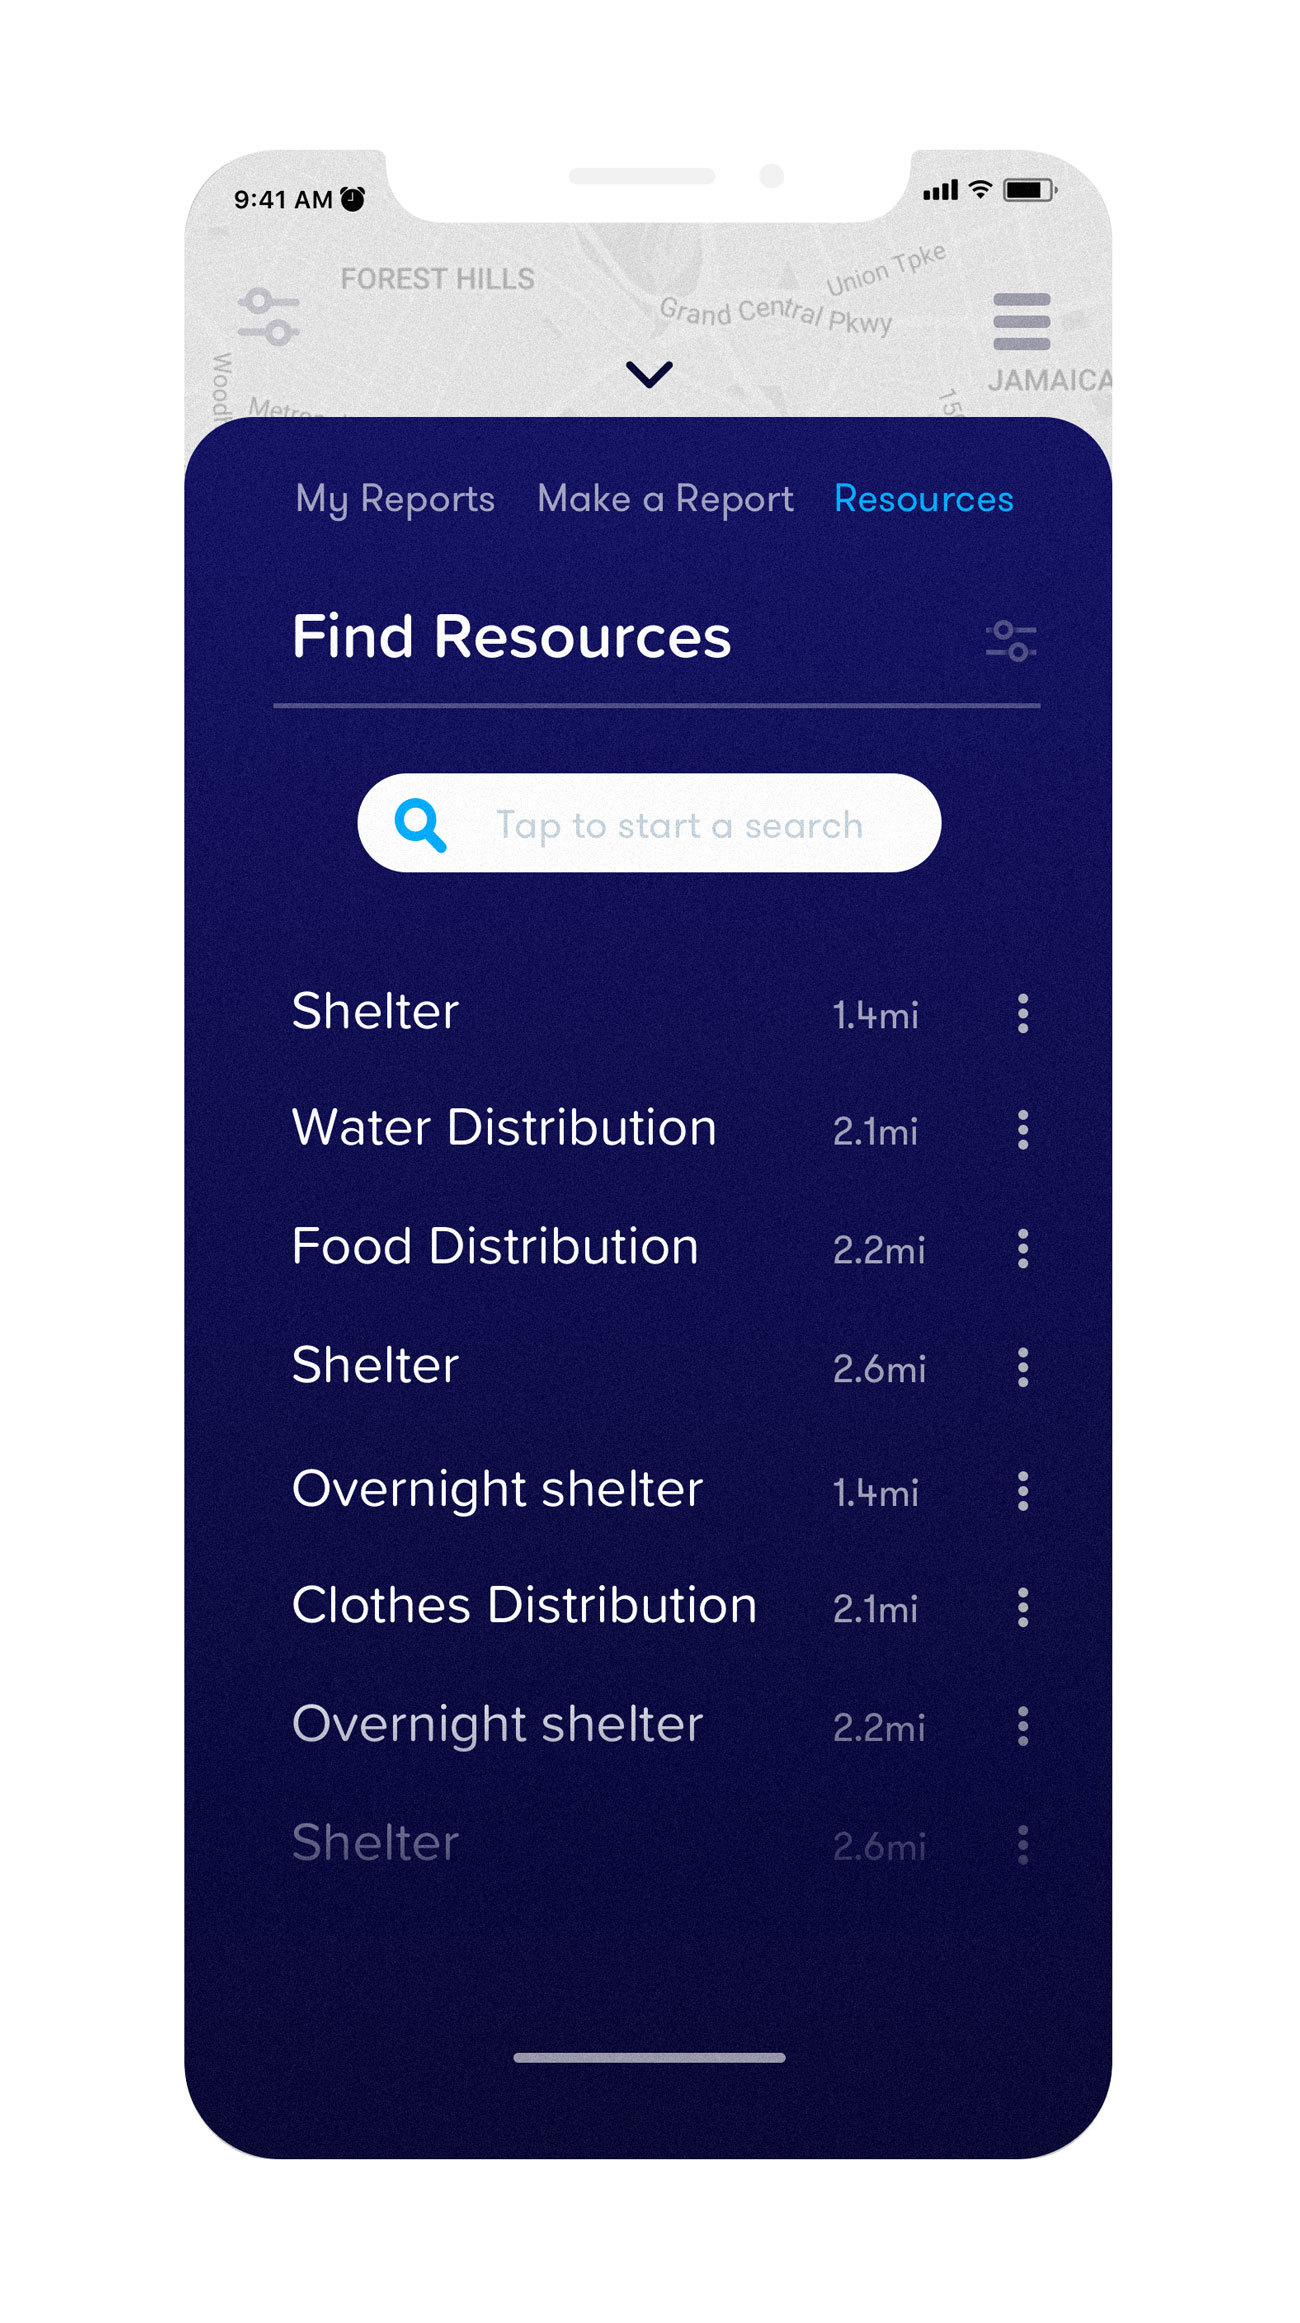 9:41 AM
FOREST HILLS
Union Tpke
Grand Central Pkwy
JAMAICA
My Reports Make a Report Resources
Find Resources
Tap to start a search
Shelter 1.4mi
Water Distribution 2.1mi
Food Distribution 2.2mi
Shelter 2.6mi
Overnight shelter 1.4mi
Clothes Distribution 2.1mi
Overnight shelter 2.2mi
Shelter 2.6mi